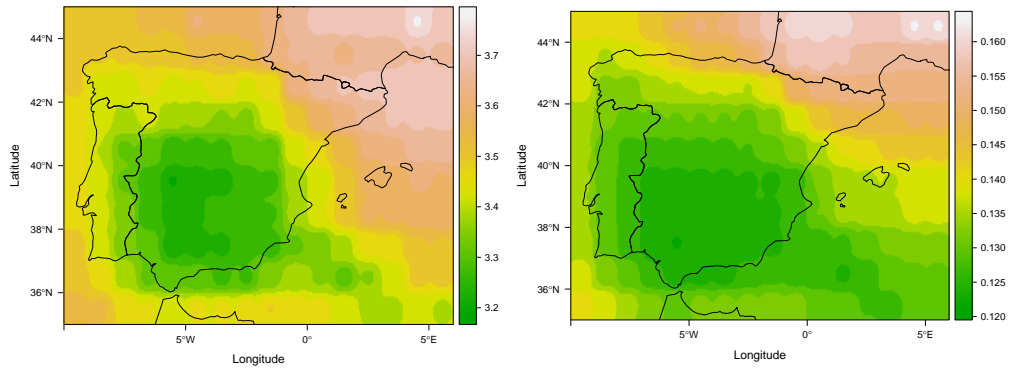 44°N
42°N
40°N
38°N
36°N
Latitude
5°W
0°
5°E
Longitude
3.7
3.6
3.5
3.4
3.3
3.2
44°N
42°N
40°N
38°N
36°N
Latitude
5°W
0°
5°E
Longitude
0.160
0.155
0.150
0.145
0.140
0.135
0.130
0.125
0.120